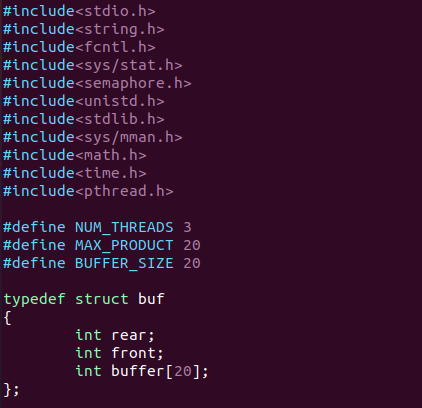 #include<stdio.h>
#include<string.h>
#include<fcntl.h>
#include<sys/stat.h>
#include<semaphore.h>
#include<unistd.h>
#include<stdlib.h>
#include<sys/mman.h>
#include<math.h>
#include<time.h>
#include<pthread.h>

#define NUM_THREADS 3
#define MAX_PRODUCT 20
#define BUFFER_SIZE 20

typedef struct buf
{
        int rear;
        int front;
        int buffer[20];
};